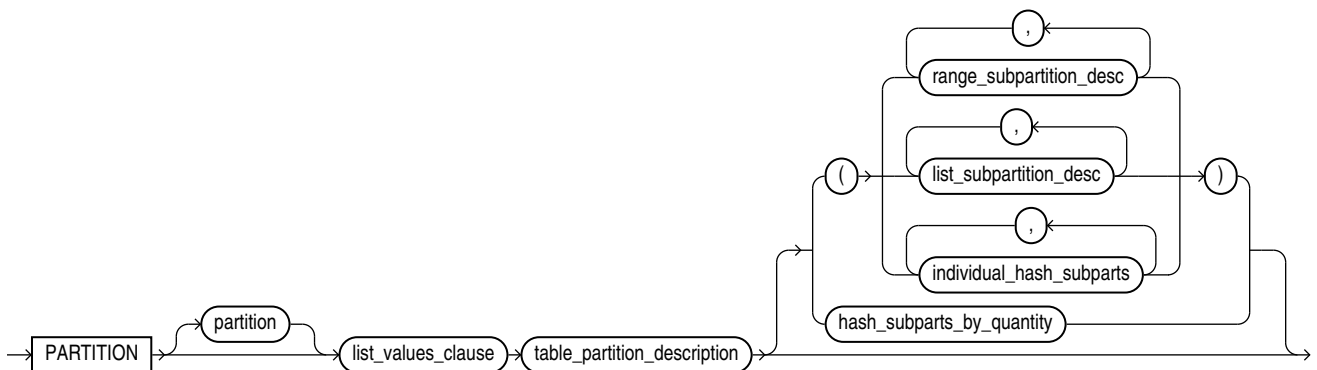 ,
range_subpartition_desc
,
( list_subpartition_desc )
,
individual_hash_subparts
partition hash_subparts_by_quantity
PARTITION list_values_clause table_partition_description